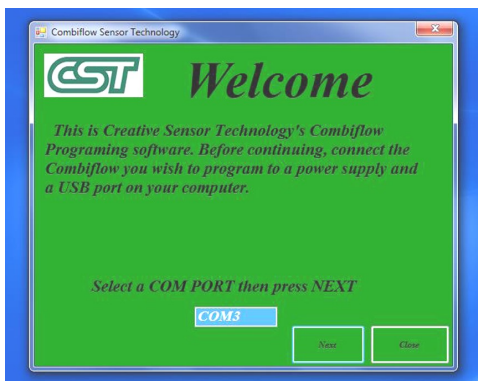 Combiflow Sensor Technology
CST
Welcome
This is Creative Sensor Technology's Combiflow
Programing software. Before continuing, connect the
Combiflow you wish to program to a power supply and
a USB port on your computer.
Select a COM PORT then press NEXT
COM3
Next
Close